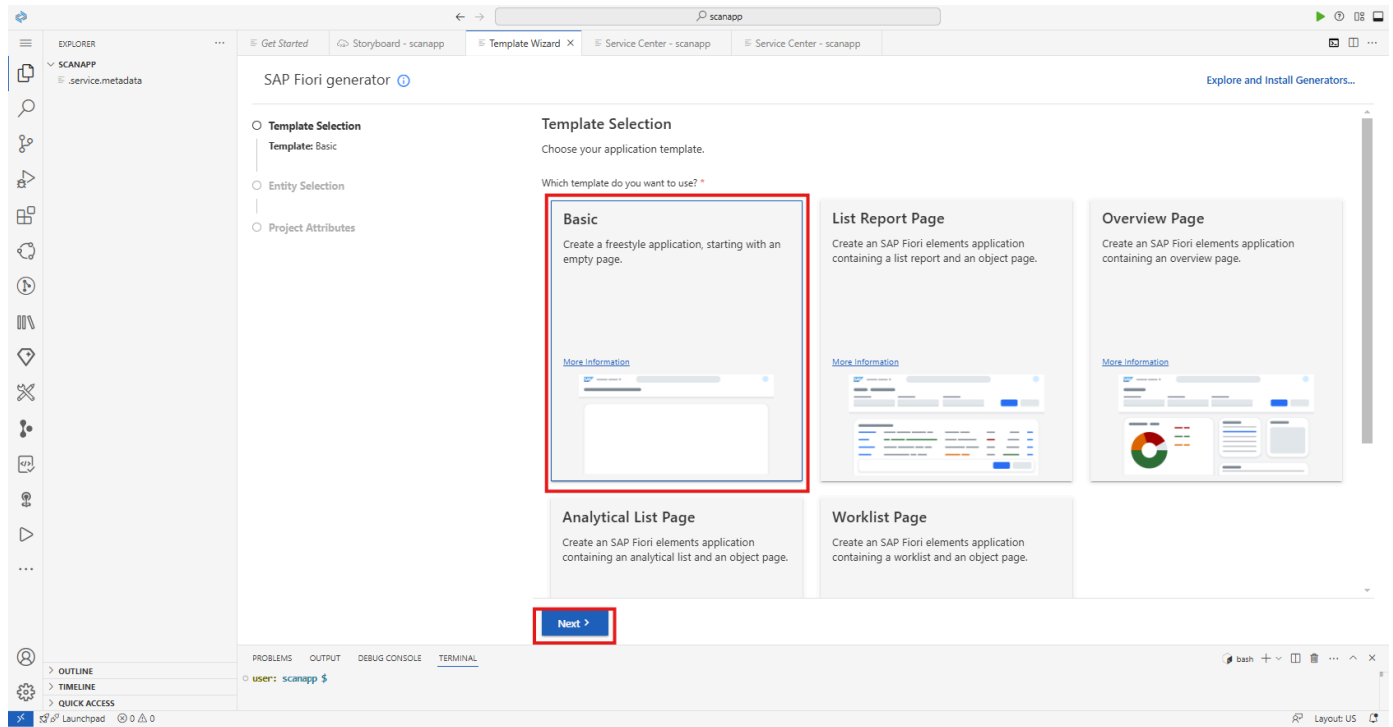 scanapp
EXPLORER
Get Started
Storyboard - scanapp
Template Wizard
Service Center - scanapp
Service Center - scanapp
SCANAPP
.service.metadata
SAP Fiori generator
Explore and Install Generators...
Template Selection
Template: Basic
Entity Selection
Project Attributes
Template Selection
Choose your application template.
Which template do you want to use? *
Basic
Create a freestyle application, starting with an
empty page.
More Information
List Report Page
Create an SAP Fiori elements application
containing a list report and an object page.
More Information
Overview Page
Create an SAP Fiori elements application
containing an overview page.
More Information
Analytical List Page
Create an SAP Fiori elements application
containing an analytical list and an object page.
Worklist Page
Create an SAP Fiori elements application
containing a worklist and an object page.
Next >
PROBLEMS OUTPUT DEBUG CONSOLE TERMINAL
bash
user: scanapp $
OUTLINE
TIMELINE
QUICK ACCESS
Launchpad 0 0
Layout: US